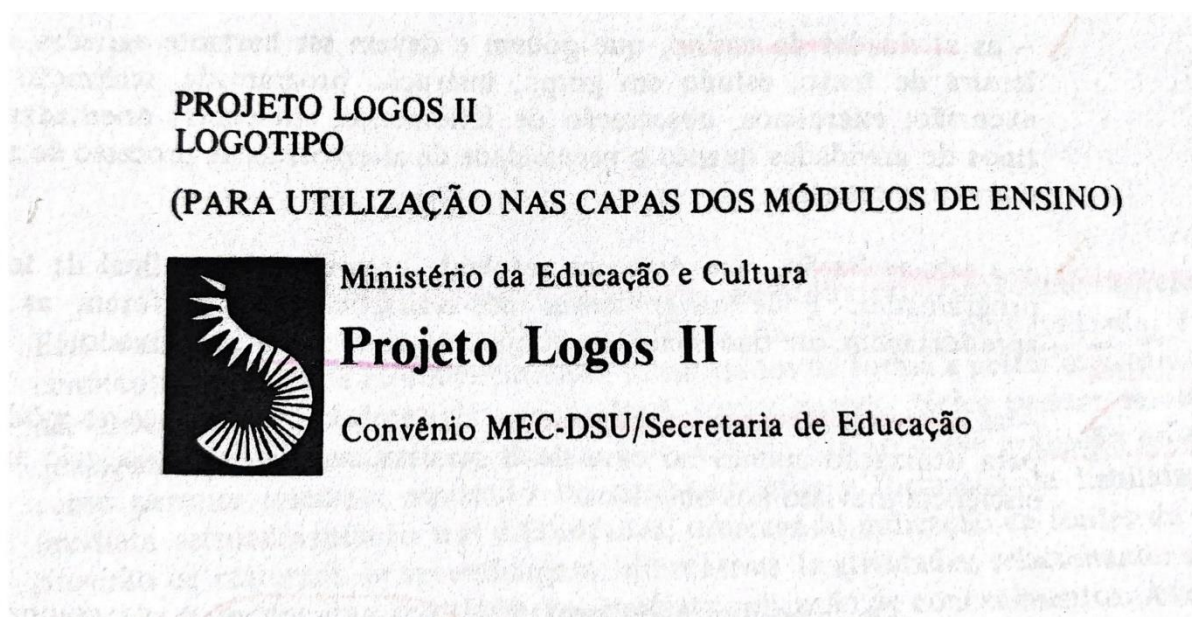 PROJETO LOGOS II
LOGOTIPO
(PARA UTILIZAÇÃO NAS CAPAS DOS MÓDULOS DE ENSINO)
Ministério da Educação e Cultura
Projeto Logos II
Convênio MEC-DSU/Secretaria de Educação